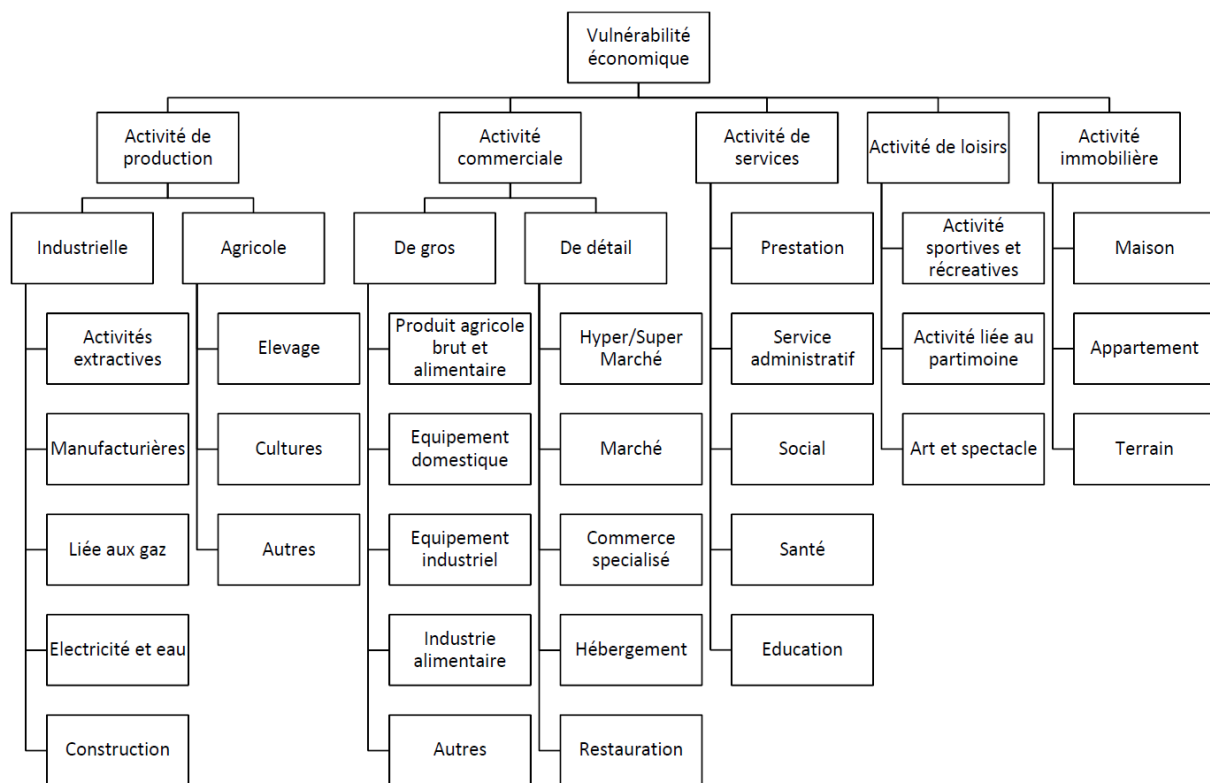 Vulnérabilité
économique
Activité de
production
Activité
commerciale
Activité de
services
Activité de loisirs
Activité
immobilière
Industrielle
Agricole
De gros
De détail
Prestation
Activité
sportives et
récreatives
Maison
Activités
extractives
Elevage
Produit agricole
brut et
alimentaire
Hyper/Super
Marché
Service
administratif
Activité liée au
partimoine
Appartement
Manufacturières
Cultures
Equipement
domestique
Marché
Social
Art et spectacle
Terrain
Liée aux gaz
Autres
Equipement
industriel
Commerce
specialisé
Santé
Electricité et eau
Industrie
alimentaire
Hébergement
Education
Construction
Autres
Restauration